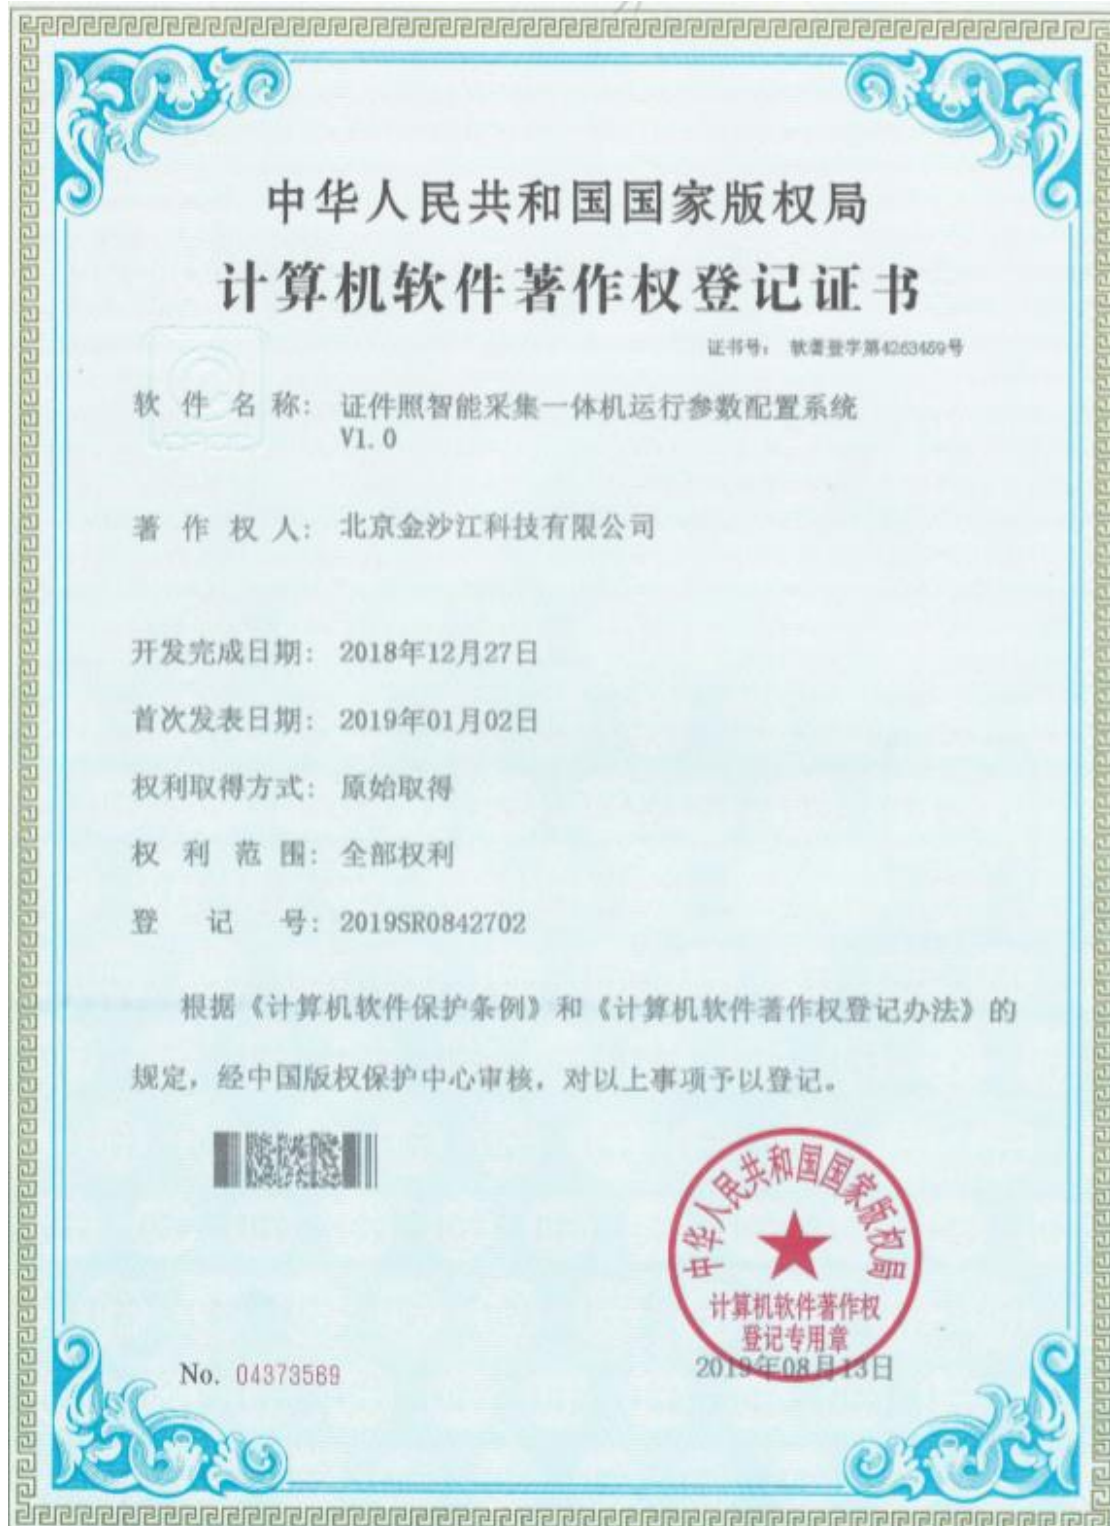 中华人民共和国国家版权局
计算机软件著作权登记证书
证书号： 软著登字第4263459号
软件名称： 证件照智能采集一体机运行参数配置系统
V1.0
著作权人： 北京金沙江科技有限公司
开发完成日期： 2018年12月27日
首次发表日期： 2019年01月02日
权利取得方式： 原始取得
权利范围： 全部权利
登记号： 2019SR0842702
根据《计算机软件保护条例》和《计算机软件著作权登记办法》的
规定，经中国版权保护中心审核，对以上事项予以登记。
中华人民共和国国家版权局
计算机软件著作权
登记专用章
No. 04373569
2019年08月13日